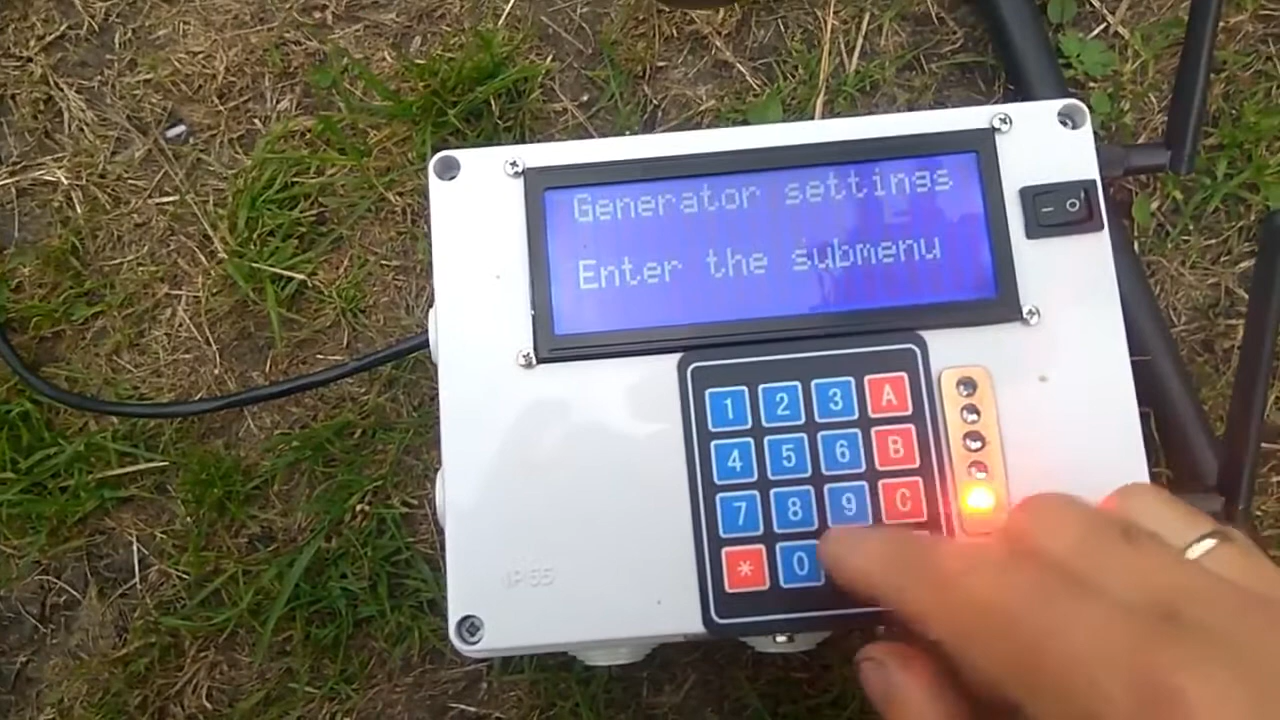 Generator settings
Enter the submenu
1 2 3 A
4 5 6 B
7 8 9 C
* 0
IP 55